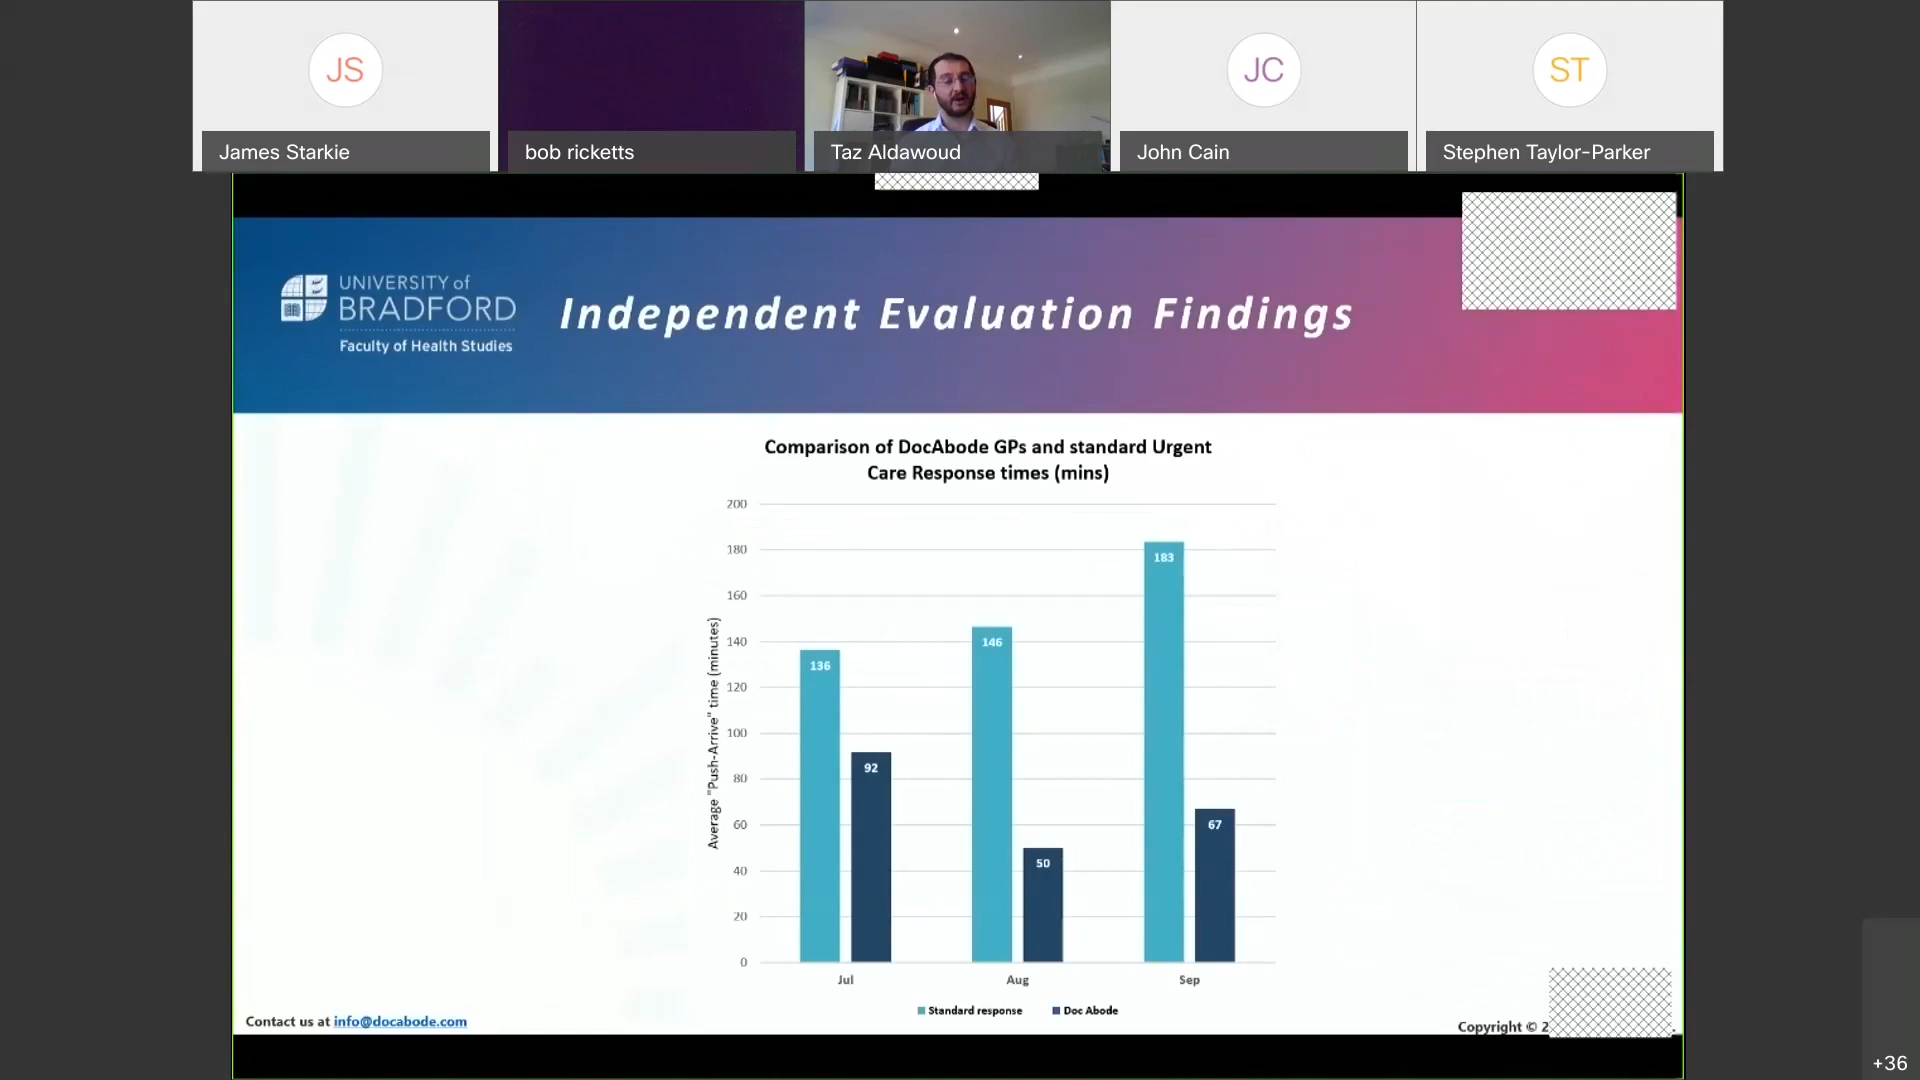 JS
JC
ST
James Starkie
bob ricketts
Taz Aldawoud
John Cain
Stephen Taylor-Parker
UNIVERSITY of
BRADFORD
Faculty of Health Studies
Independent Evaluation Findings
Comparison of DocAbode GPs and standard Urgent
Care Response times (mins)
Average "Push-Arrive" time (minutes)
200
180
160
140
120
100
80
60
40
20
0
136
92
146
50
183
67
Jul
Aug
Sep
Standard response
Doc Abode
Contact us at info@docabode.com
Copyright © 2
+36